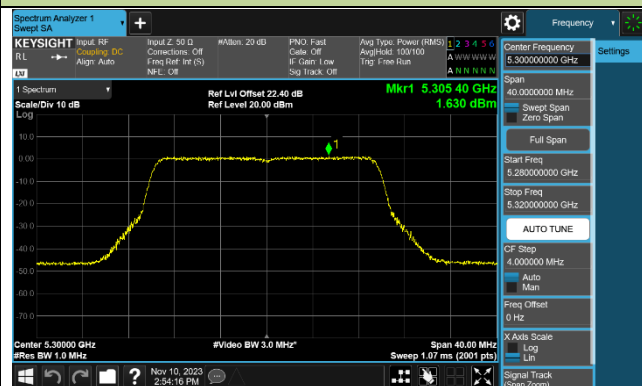 Spectrum Analyzer 1
Swept SA
+
Frequency
KEYSIGHT
Input: RF
Coupling: DC
Align: Auto
Input Z: 50 Ω
Corrections: Off
Freq Ref: Int (S)
NFE: Off
#Atten: 20 dB
PNO: Fast
Gate: Off
IF Gain: Low
Sig Track: Off
Avg Type: Power (RMS)
Avg|Hold: 100/100
Trig: Free Run
1 2 3 4 5 6
A W W W W W
A N N N N N
R L
LXI
1 Spectrum
Scale/Div 10 dB
Log
Ref Lvl Offset 22.40 dB
Ref Level 20.00 dBm
Mkr1 5.305 40 GHz
1.630 dBm
10.0
0.00
-10.0
-20.0
-30.0
-40.0
-50.0
-60.0
-70.0
1
Center 5.30000 GHz
#Res BW 1.0 MHz
#Video BW 3.0 MHz*
Span 40.00 MHz
Sweep 1.07 ms (2001 pts)
Center Frequency
5.300000000 GHz
Settings
Span
40.0000000 MHz
Swept Span
Zero Span
Full Span
Start Freq
5.280000000 GHz
Stop Freq
5.320000000 GHz
AUTO TUNE
CF Step
4.000000 MHz
Auto
Man
Freq Offset
0 Hz
X Axis Scale
Log
Lin
Signal Track
(Span Zoom)
?
Nov 10, 2023
2:54:16 PM